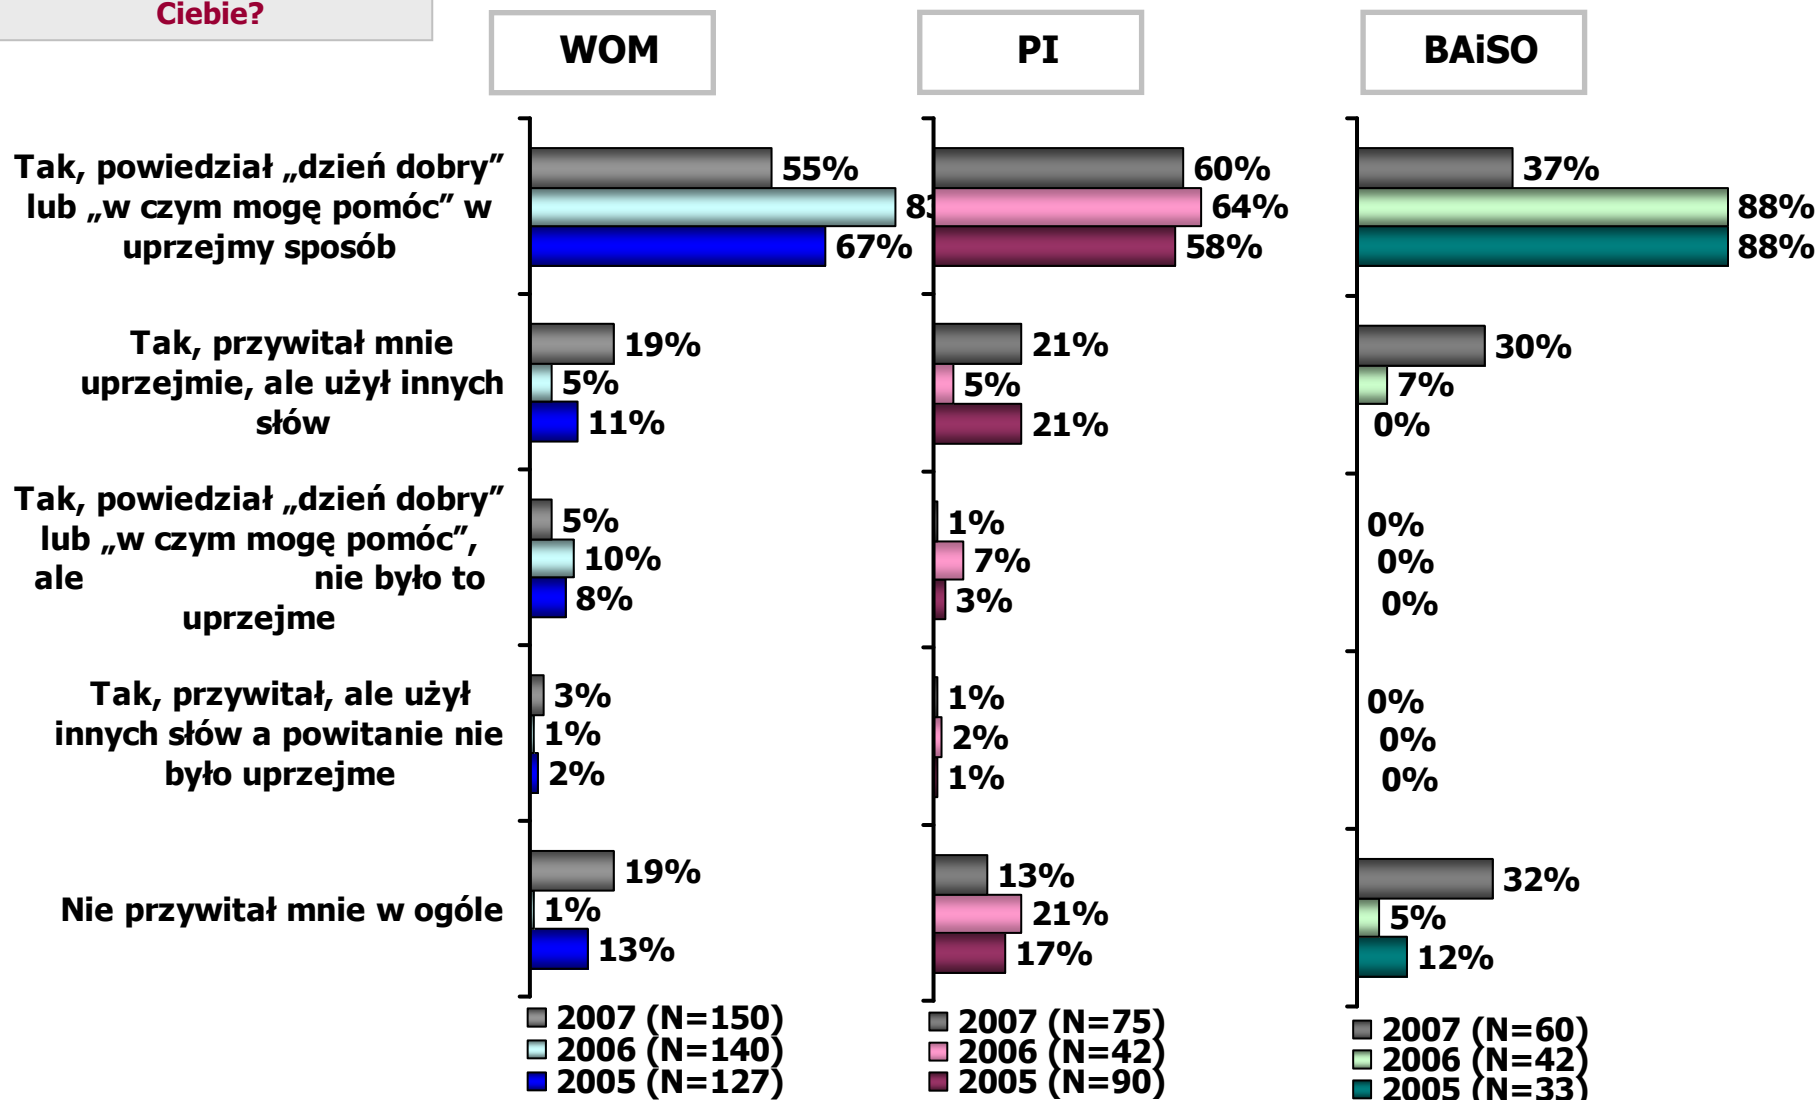 Ciebie?
WOM
PI
BAiSO
Tak, powiedział „dzień dobry”
lub „w czym mogę pomóc” w
uprzejmy sposób
55%
67%
60%
64%
58%
37%
88%
88%
Tak, przywitał mnie
uprzejmie, ale użył innych
słów
19%
5%
11%
21%
5%
21%
30%
7%
0%
Tak, powiedział „dzień dobry”
lub „w czym mogę pomóc”,
ale nie było to
uprzejme
5%
10%
8%
1%
7%
3%
0%
0%
0%
Tak, przywitał, ale użył
innych słów a powitanie nie
było uprzejme
3%
1%
2%
1%
2%
1%
0%
0%
0%
Nie przywitał mnie w ogóle
19%
1%
13%
13%
21%
17%
32%
5%
12%
2007 (N=150)
2006 (N=140)
2005 (N=127)
2007 (N=75)
2006 (N=42)
2005 (N=90)
2007 (N=60)
2006 (N=42)
2005 (N=33)